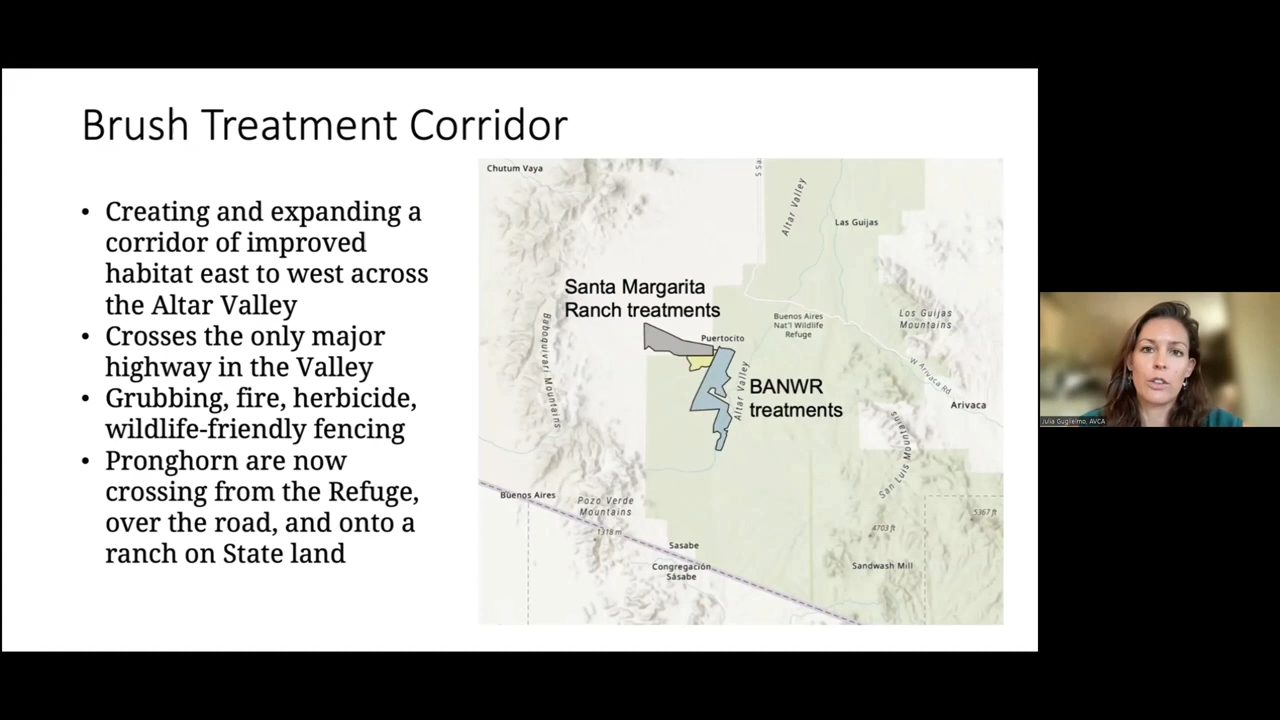 Brush Treatment Corridor
• Creating and expanding a
corridor of improved
habitat east to west across
the Altar Valley
• Crosses the only major
highway in the Valley
• Grubbing, fire, herbicide,
wildlife-friendly fencing
• Pronghorn are now
crossing from the Refuge,
over the road, and onto a
ranch on State land
Chutum Vaya
S Sa
Altar Valley
Las Guijas
Santa Margarita
Ranch treatments
Baboquivari Mountains
Puertocito
Buenos Aires
Nat'l Wildlife
Refuge
Los Guijas
Mountains
W Arivaca Rd
Altar Valley
BANWR
treatments
Arivaca
San Luis Mountains
Buenos Aires
Pozo Verde
Mountains
1318 m
5367 ft
4703 ft
Sasabe
Congregación
Sásabe
Sandwash Mill
Julia Guglielmo, AVCA